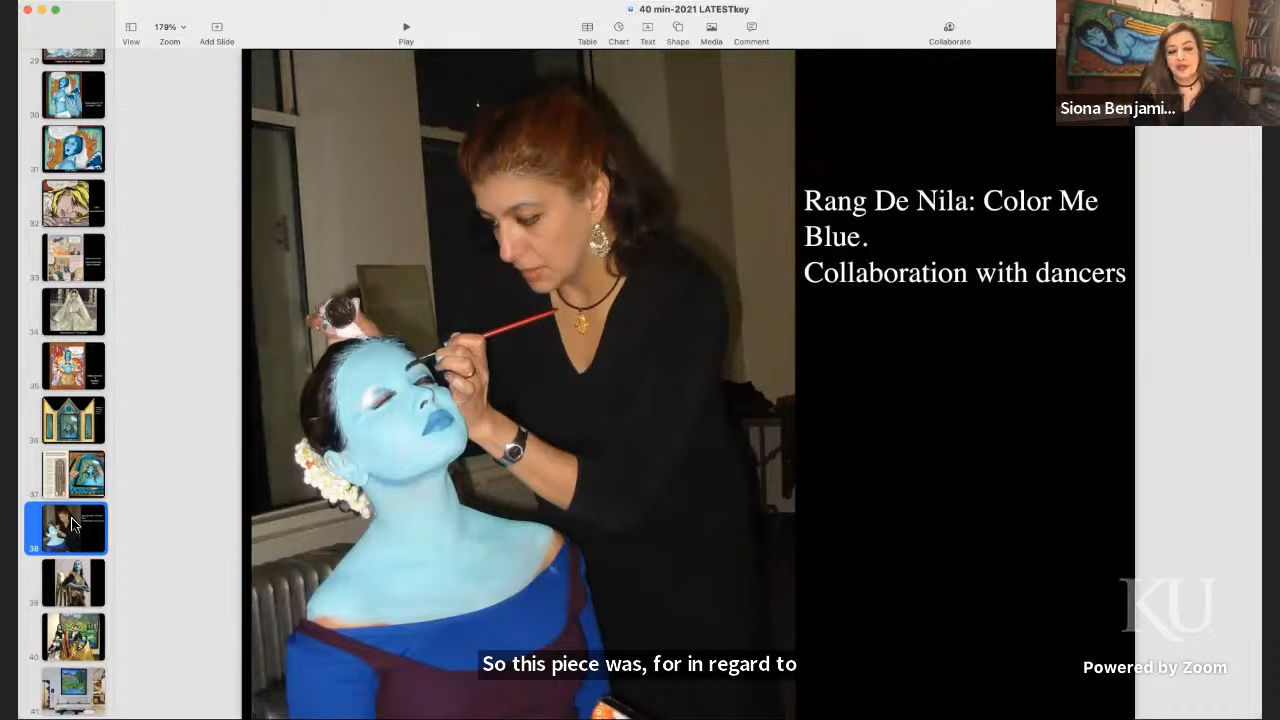 40 min-2021 LATESTkey
179%
View
Zoom
Add Slide
Play
Table
Chart
Text
Shape
Media
Comment
Collaborate
Siona Benjami...
29
30
31
32
33
34
35
36
37
38
39
40
41
Rang De Nila: Color Me
Blue.
Collaboration with dancers
KU
So this piece was, for in regard to
Powered by Zoom